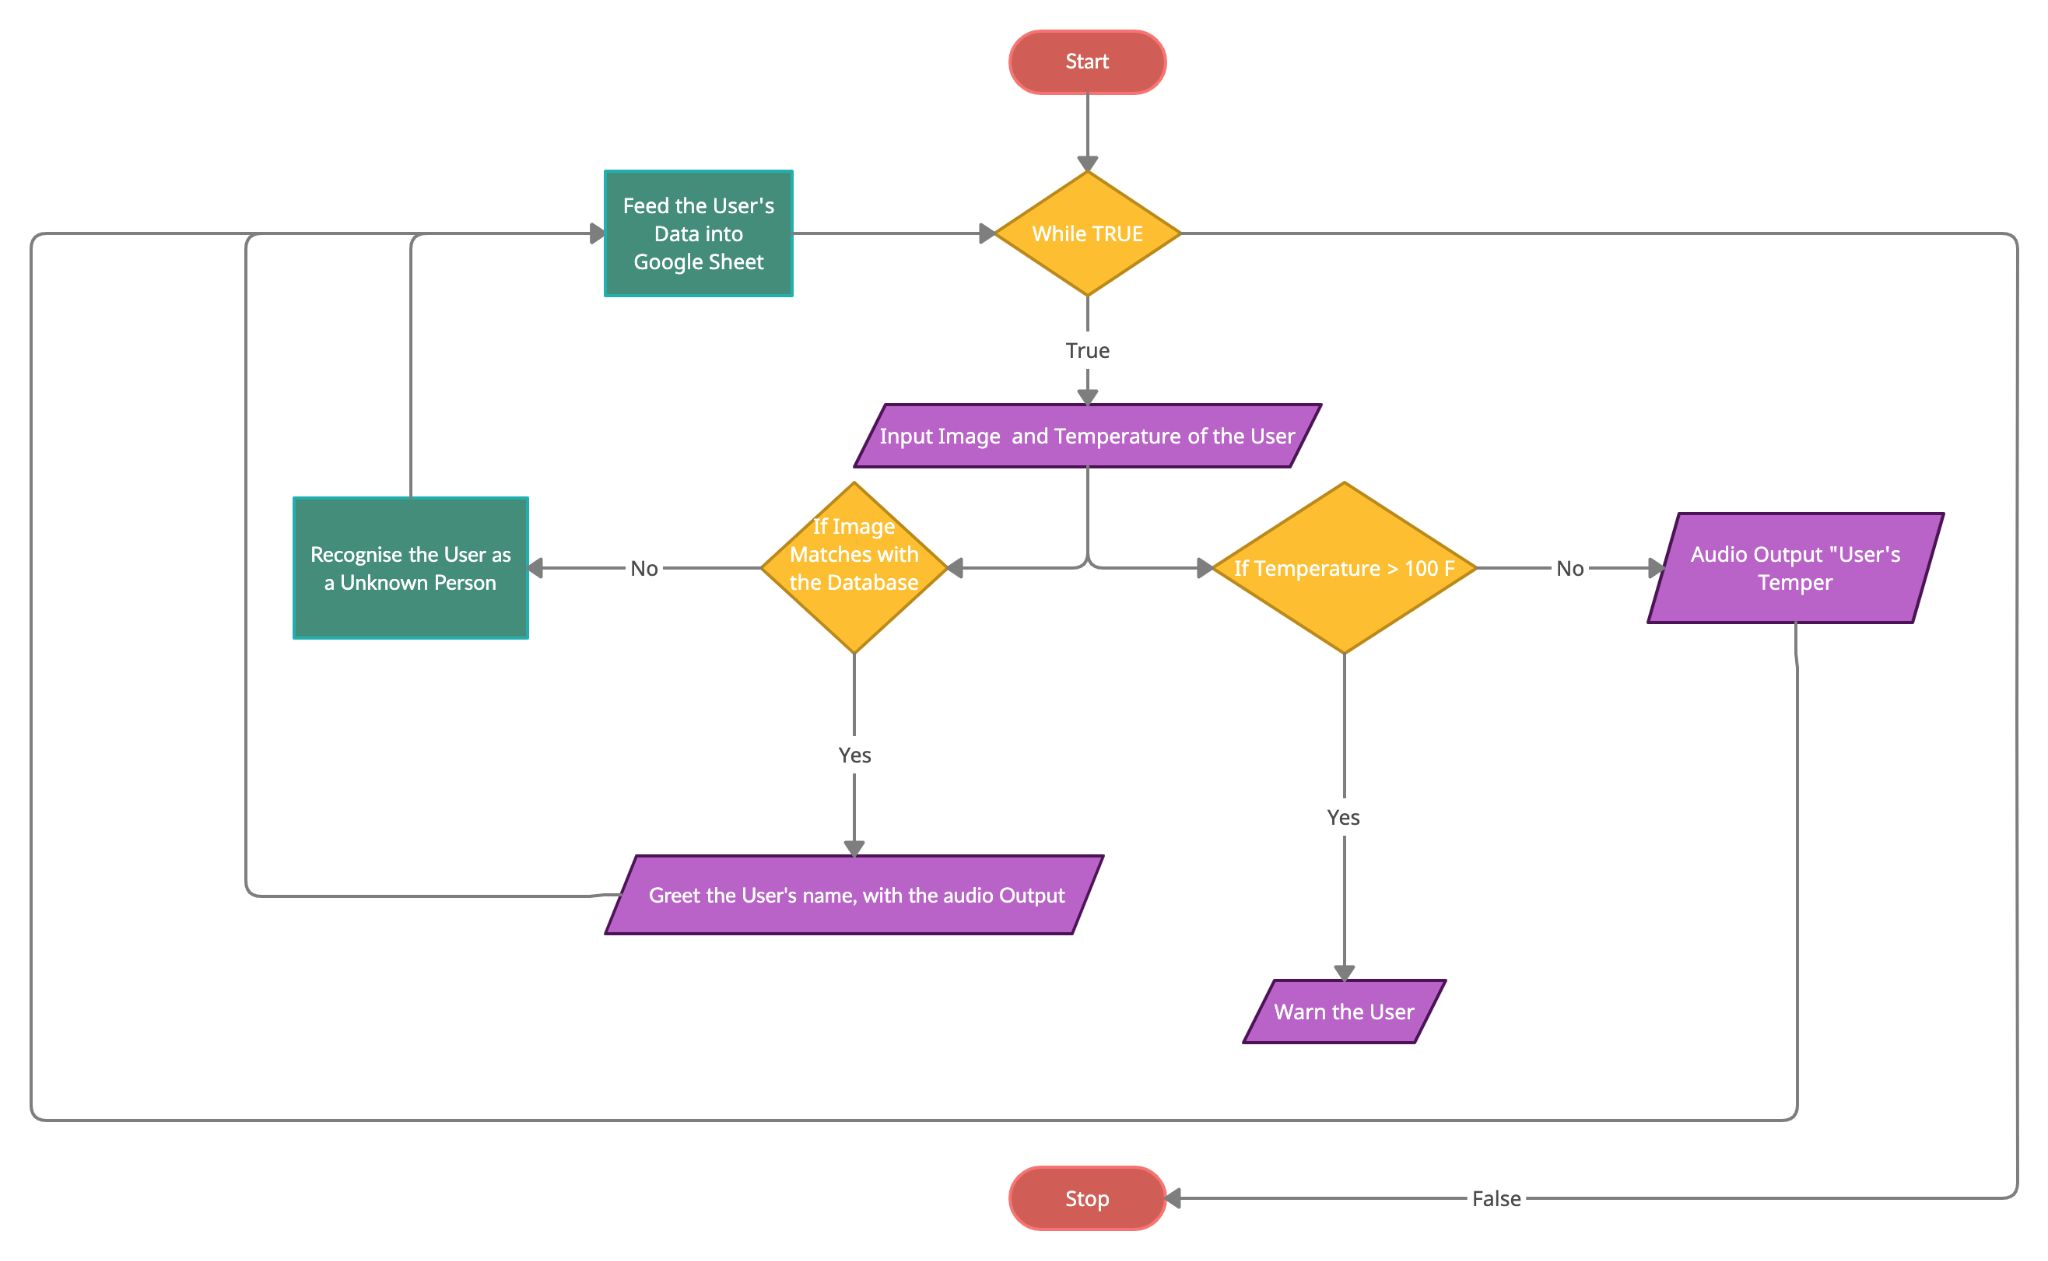 Start
Feed the User's
Data into
Google Sheet
While TRUE
True
Input Image  and Temperature of the User
Recognise the User as
a Unknown Person
No
If Image
Matches with
the Database
If Temperature > 100 F
No
Audio Output "User's
Temper
Yes
Yes
Greet the User's name, with the audio Output
Warn the User
Stop
False